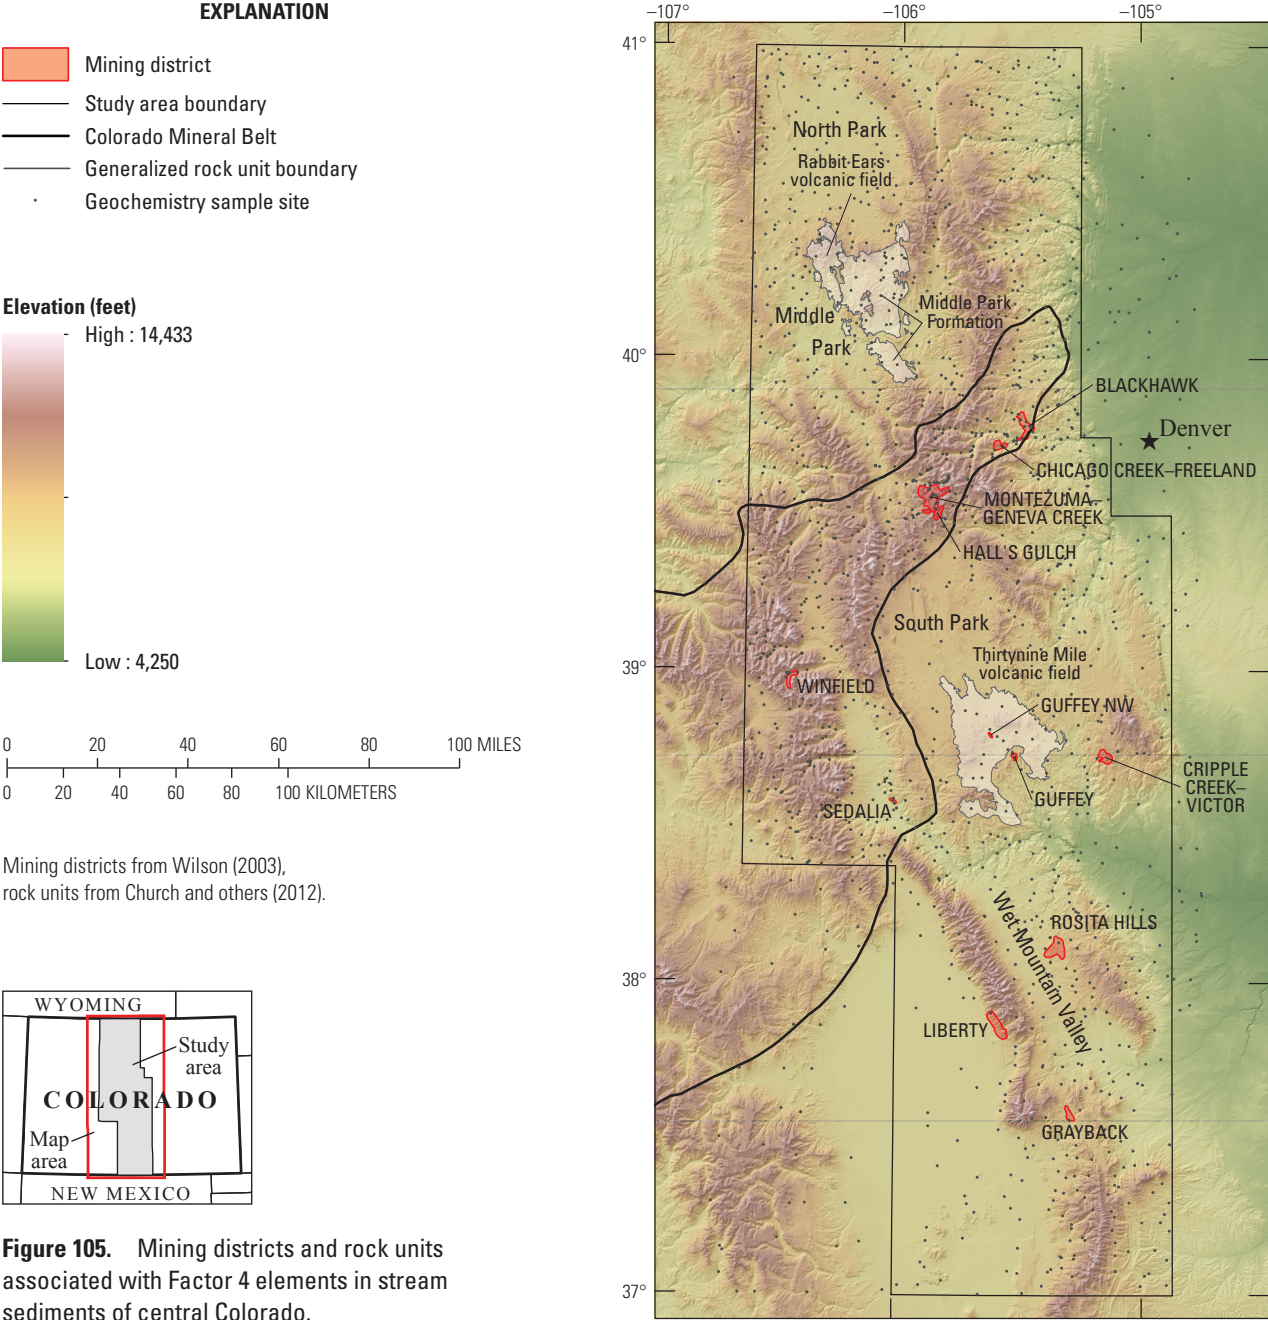 EXPLANATION
Mining district
Study area boundary
Colorado Mineral Belt
Generalized rock unit boundary
Geochemistry sample site
Elevation (feet)
High : 14,433
Low : 4,250
0 20 40 60 80 100 MILES
0 20 40 60 80 100 KILOMETERS
Mining districts from Wilson (2003),
rock units from Church and others (2012).
WYOMING
Study
area
COLORADO
Map
area
NEW MEXICO
Figure 105. Mining districts and rock units
associated with Factor 4 elements in stream
sediments of central Colorado.
–107° –106° –105°
41°
North Park
Rabbit Ears
volcanic field
Middle Park
Formation
Middle
Park
40°
BLACKHAWK
Denver
CHICAGO CREEK–FREELAND
MONTEZUMA–
GENEVA CREEK
HALL'S GULCH
South Park
Thirtynine Mile
volcanic field
39°
WINFIELD
GUFFEY NW
CRIPPLE
CREEK–
VICTOR
GUFFEY
SEDALIA
Wet Mountain Valley
ROSITA HILLS
38°
LIBERTY
GRAYBACK
37°